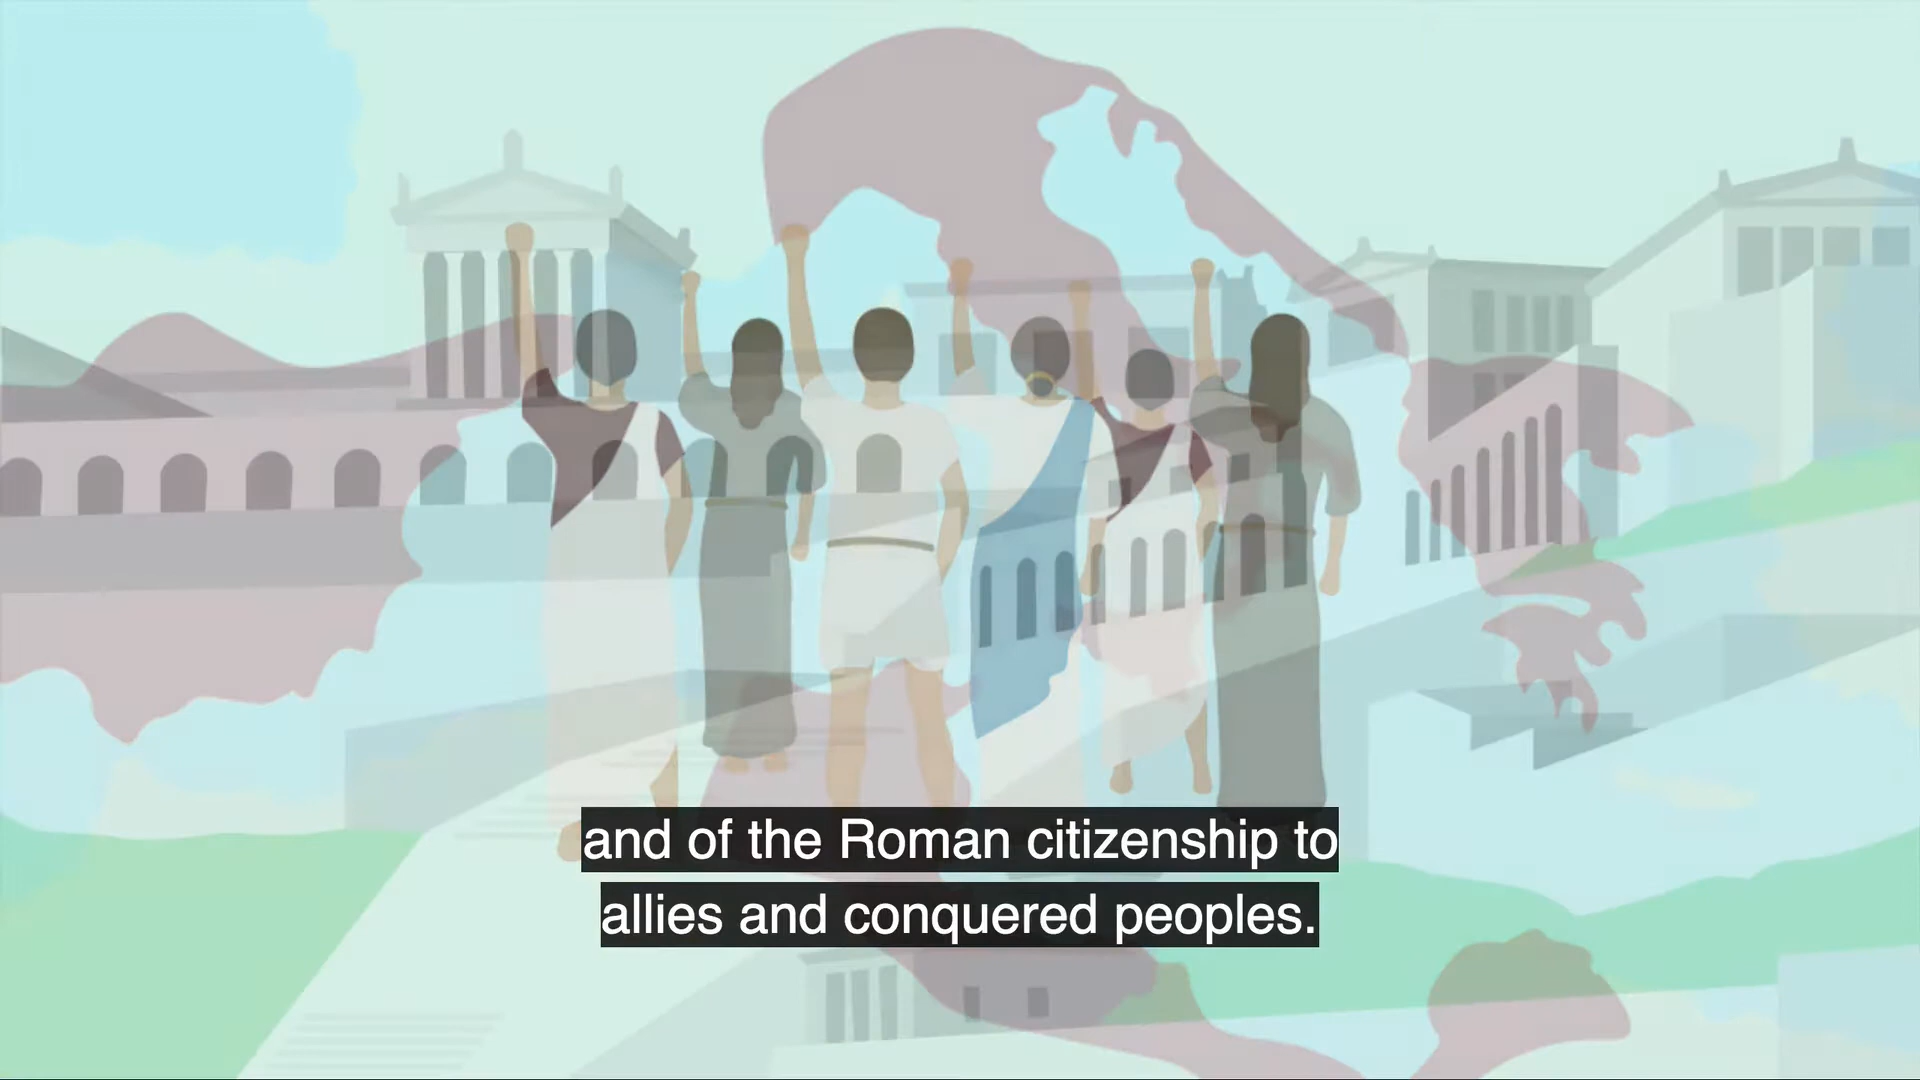 and of the Roman citizenship to
allies and conquered peoples.